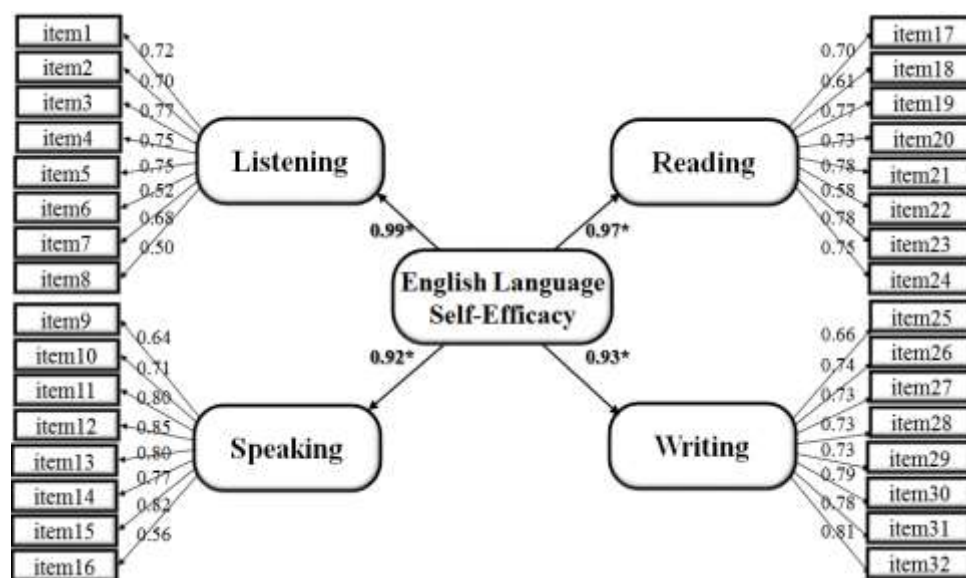 item1
item2
item3
item4
item5
item6
item7
item8
0.72
0.70
0.77
0.75
0.75
0.52
0.68
0.50
Listening
item9
item10
item11
item12
item13
item14
item15
item16
0.64
0.71
0.80
0.85
0.80
0.77
0.82
0.56
Speaking
0.99*
0.97*
English Language
Self-Efficacy
0.92*
0.93*
Reading
0.70
0.61
0.77
0.73
0.78
0.58
0.78
0.75
item17
item18
item19
item20
item21
item22
item23
item24
Writing
0.66
0.74
0.73
0.73
0.73
0.79
0.78
0.81
item25
item26
item27
item28
item29
item30
item31
item32